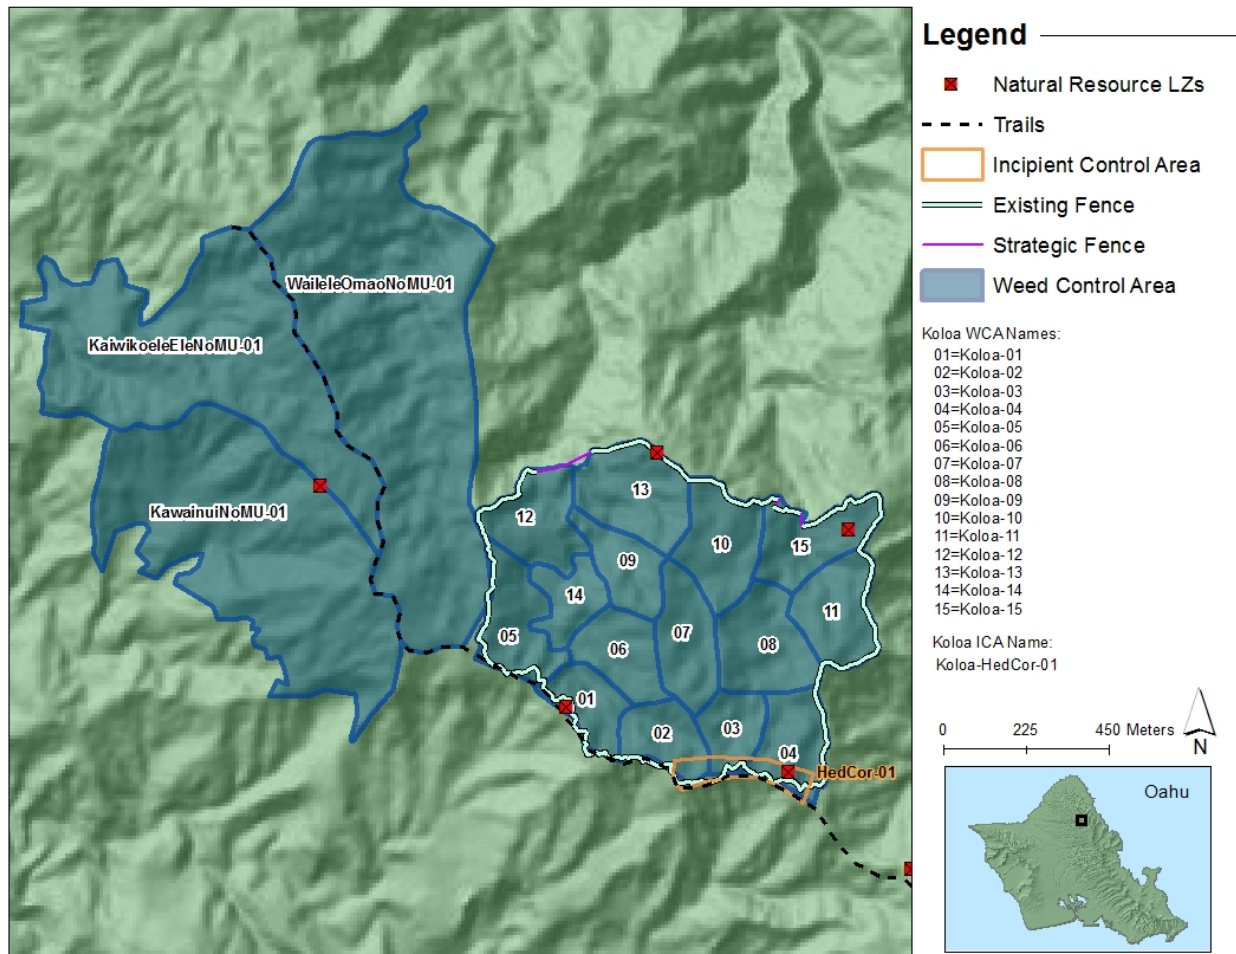 Legend
Natural Resource LZs
Trails
Incipient Control Area
Existing Fence
Strategic Fence
Weed Control Area
Koloa WCA Names:
01=Koloa-01
02=Koloa-02
03=Koloa-03
04=Koloa-04
05=Koloa-05
06=Koloa-06
07=Koloa-07
08=Koloa-08
09=Koloa-09
10=Koloa-10
11=Koloa-11
12=Koloa-12
13=Koloa-13
14=Koloa-14
15=Koloa-15
Koloa ICA Name:
Koloa-HedCor-01
0 225 450 Meters
N
Oahu
WaileleOmaoNoMU-01
KaiwikoeleEleNoMU-01
KawainuiNoMU-01
13
12
10
15
09
14
11
07
05
06
08
01
03
02
04
HedCor-01